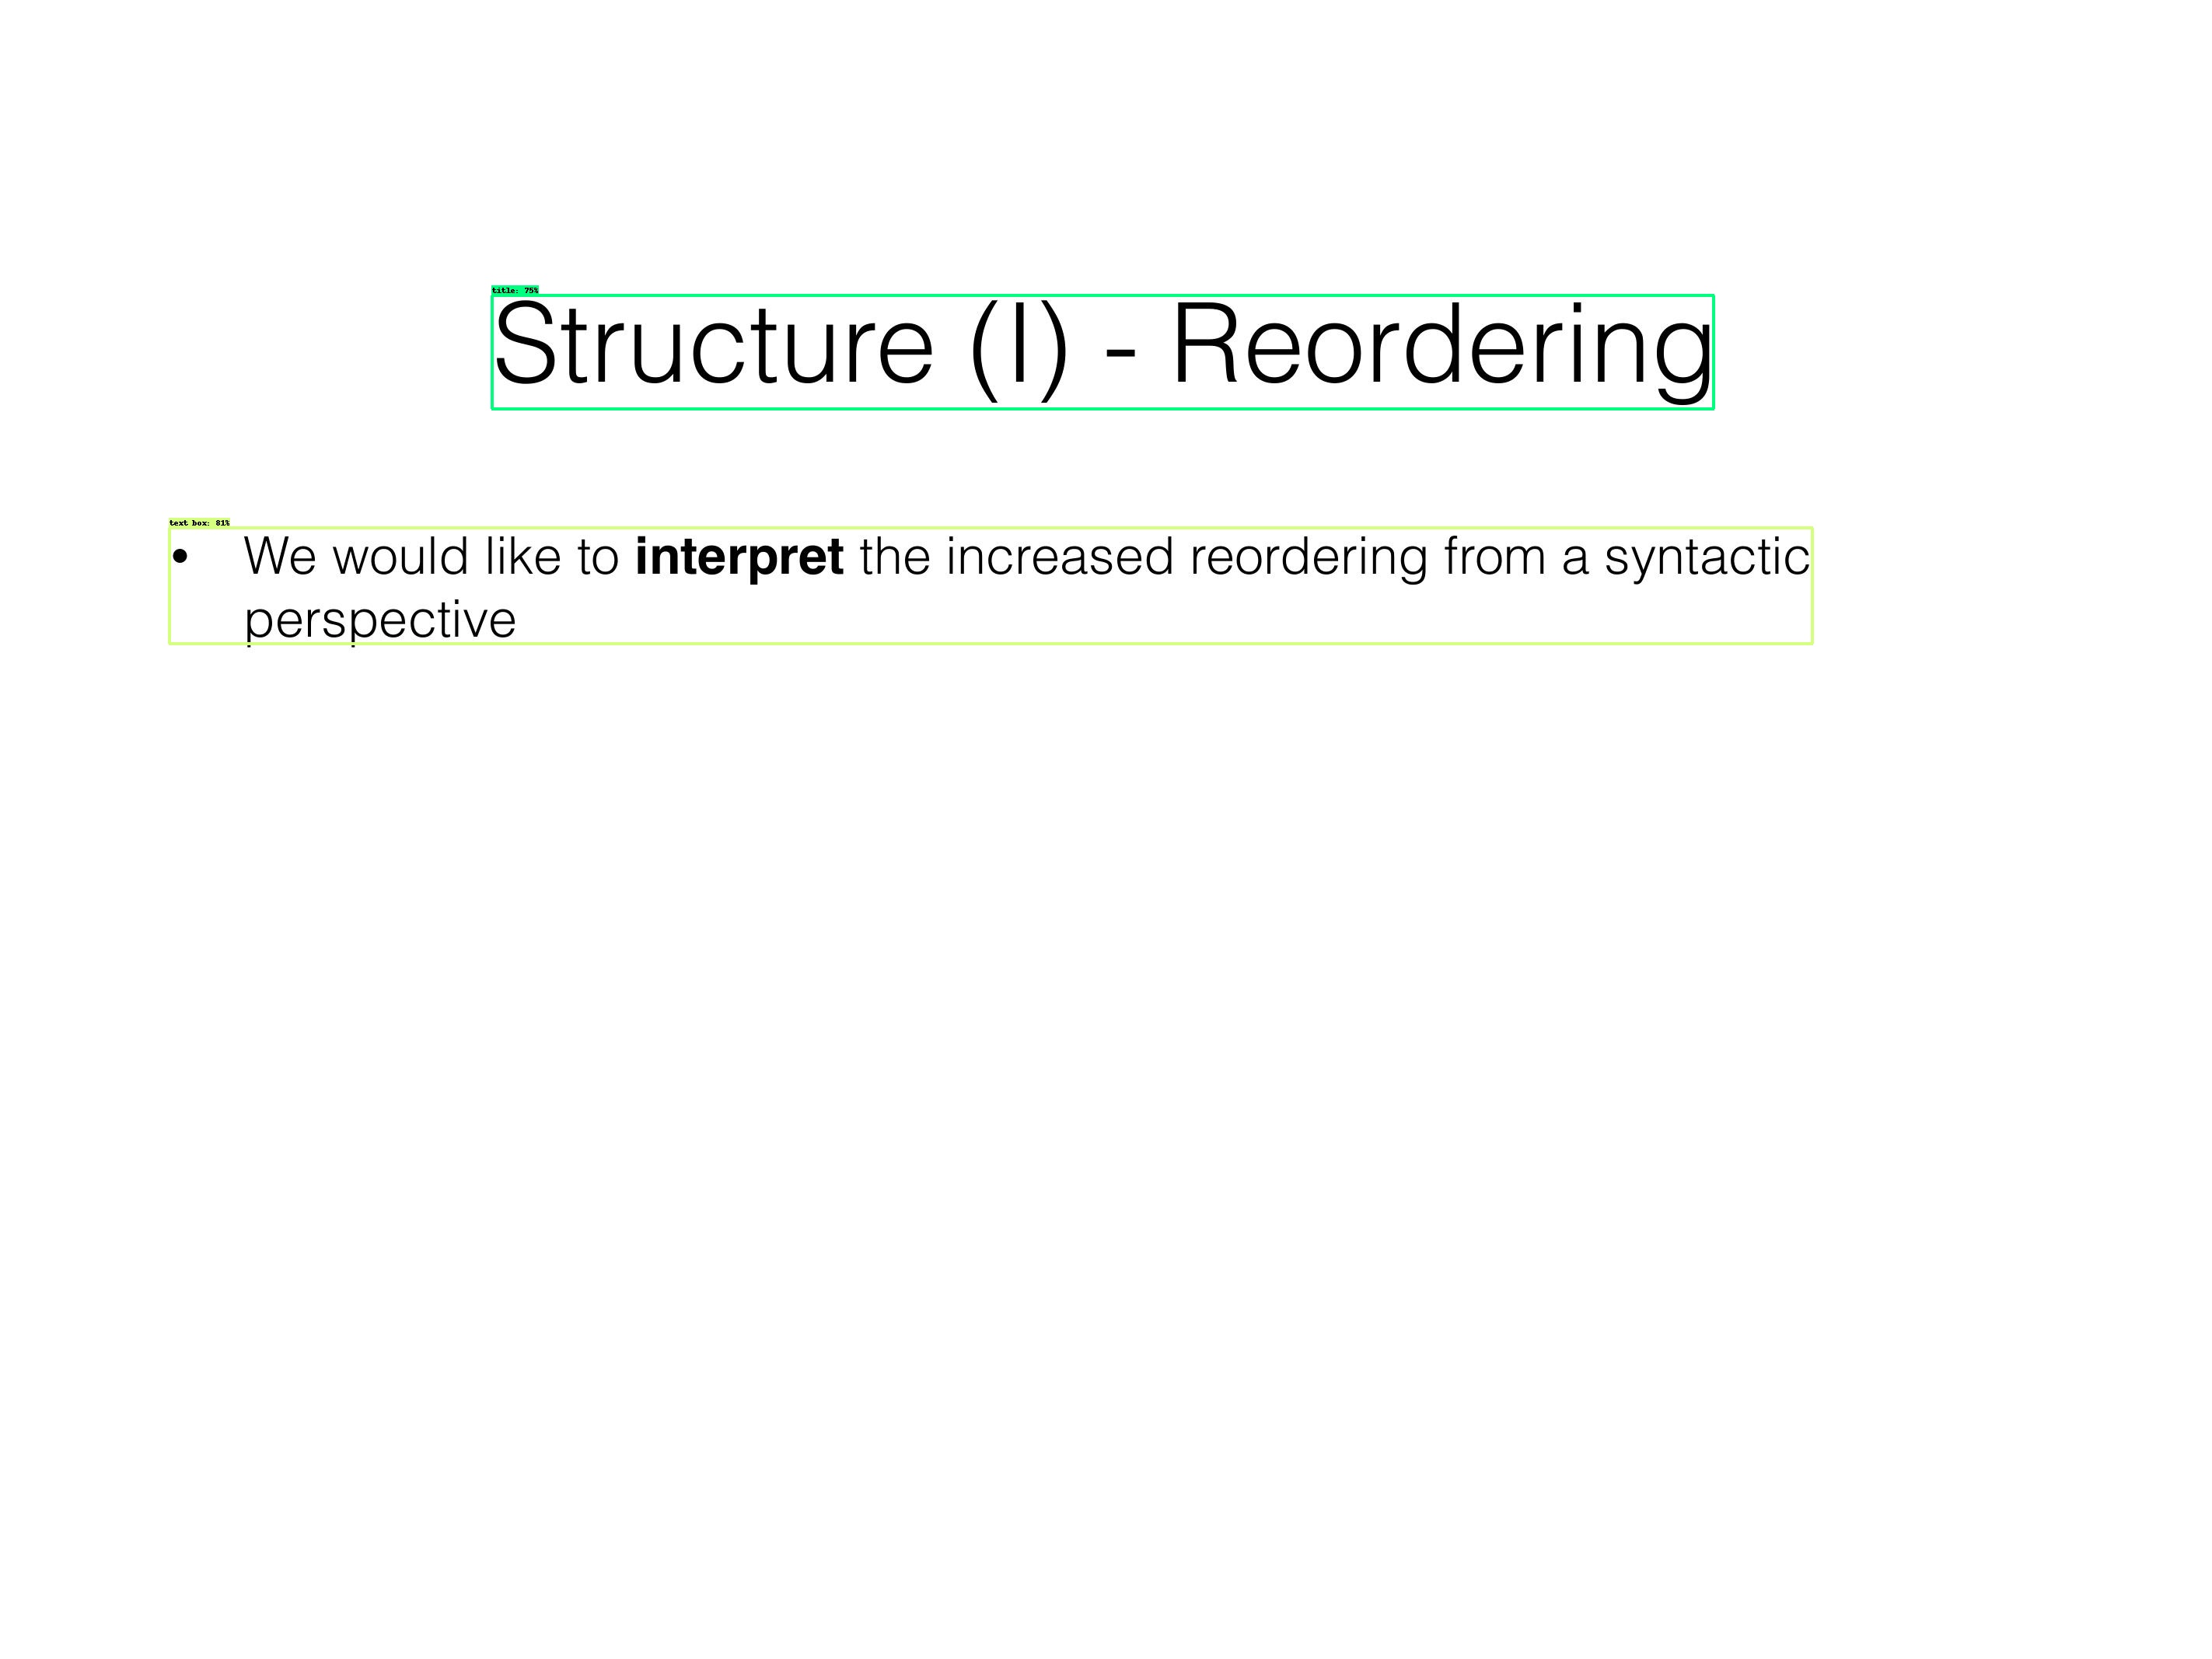 title: 75%
Structure (I) - Reordering
text box: 81%
• We would like to interpret the increased reordering from a syntactic
perspective